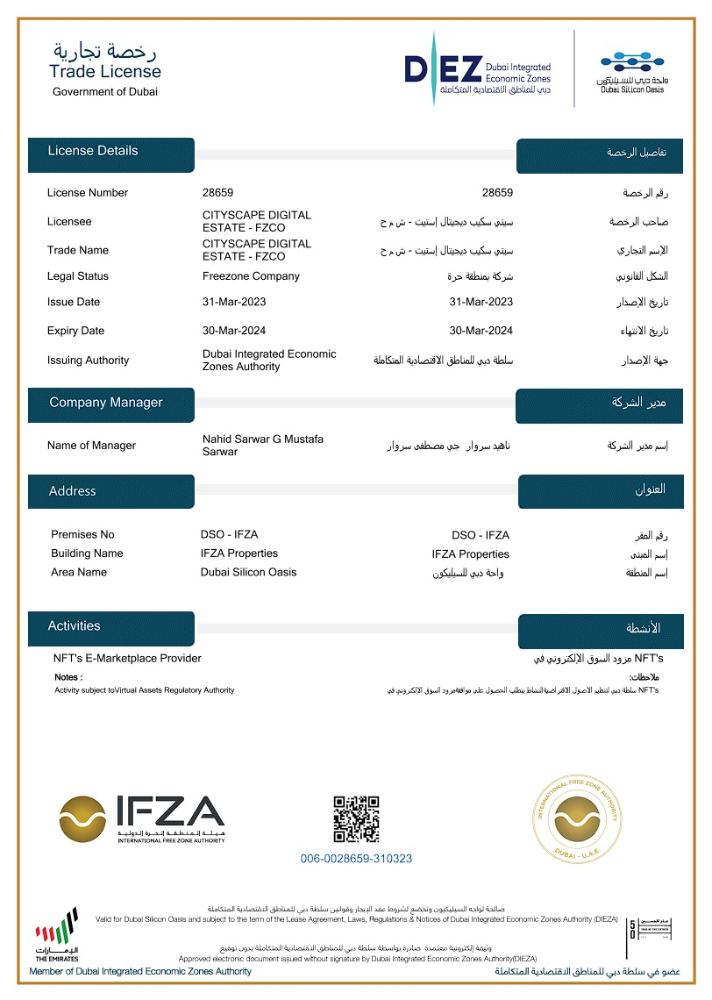 رخصة تجارية
Trade License
Government of Dubai
DIEZ
Dubai Integrated
Economic Zones
دبي للمناطق الاقتصادية المتكاملة
واحة دبي للسيليكون
Dubai Silicon Oasis
License Details تفاصيل الرخصة
License Number 28659 28659 رقم الرخصة
Licensee CITYSCAPE DIGITAL ESTATE - FZCO سيتي سكيب ديجيتال إستيت - ش م ح صاحب الرخصة
Trade Name CITYSCAPE DIGITAL ESTATE - FZCO سيتي سكيب ديجيتال إستيت - ش م ح الإسم التجاري
Legal Status Freezone Company شركة بمنطقة حرة الشكل القانوني
Issue Date 31-Mar-2023 31-Mar-2023 تاريخ الإصدار
Expiry Date 30-Mar-2024 30-Mar-2024 تاريخ الانتهاء
Issuing Authority Dubai Integrated Economic Zones Authority سلطة دبي للمناطق الاقتصادية المتكاملة جهة الإصدار
Company Manager مدير الشركة
Name of Manager Nahid Sarwar G Mustafa Sarwar ناهيد سروار جي مصطفى سروار إسم مدير الشركة
Address العنوان
Premises No DSO - IFZA DSO - IFZA رقم المقر
Building Name IFZA Properties IFZA Properties إسم المبنى
Area Name Dubai Silicon Oasis واحة دبي للسيليكون إسم المنطقة
Activities الأنشطة
NFT's E-Marketplace Provider NFT's مزود السوق الإلكتروني في
Notes : ملاحظات:
Activity subject toVirtual Assets Regulatory Authority NFT's سلطة دبي لتنظيم الاصول الافتراضيةالنشاط يتطلب الحصول على موافقةمزود السوق الإلكتروني في
IFZA
هيئة المنطقة الحرة الدولية
INTERNATIONAL FREE ZONE AUTHORITY
006-0028659-310323
INTERNATIONAL FREE ZONE AUTHORITY
DUBAI - U.A.E.
صالحة لواحه السيليكيون وتخضع لشروط عقد الإيجار وقوانين سلطة دبي للمناطق الاقتصادية المتكاملة
Valid for Dubai Silicon Oasis and subject to the term of the Lease Agreement, Laws, Regulations & Notices of Dubai Integrated Economic Zones Authority (DIEZA)
الإمارات
THE EMIRATES
50
عام الخمسين
YEAR OF THE FIFTIETH
وثيقة إلكترونية معتمدة صادرة بواسطة سلطة دبي للمناطق الاقتصادية المتكاملة بدون توقيع
Approved electronic document issued without signature by Dubai Integrated Economic Zones Authority(DIEZA)
Member of Dubai Integrated Economic Zones Authority عضو في سلطة دبي للمناطق الاقتصادية المتكاملة